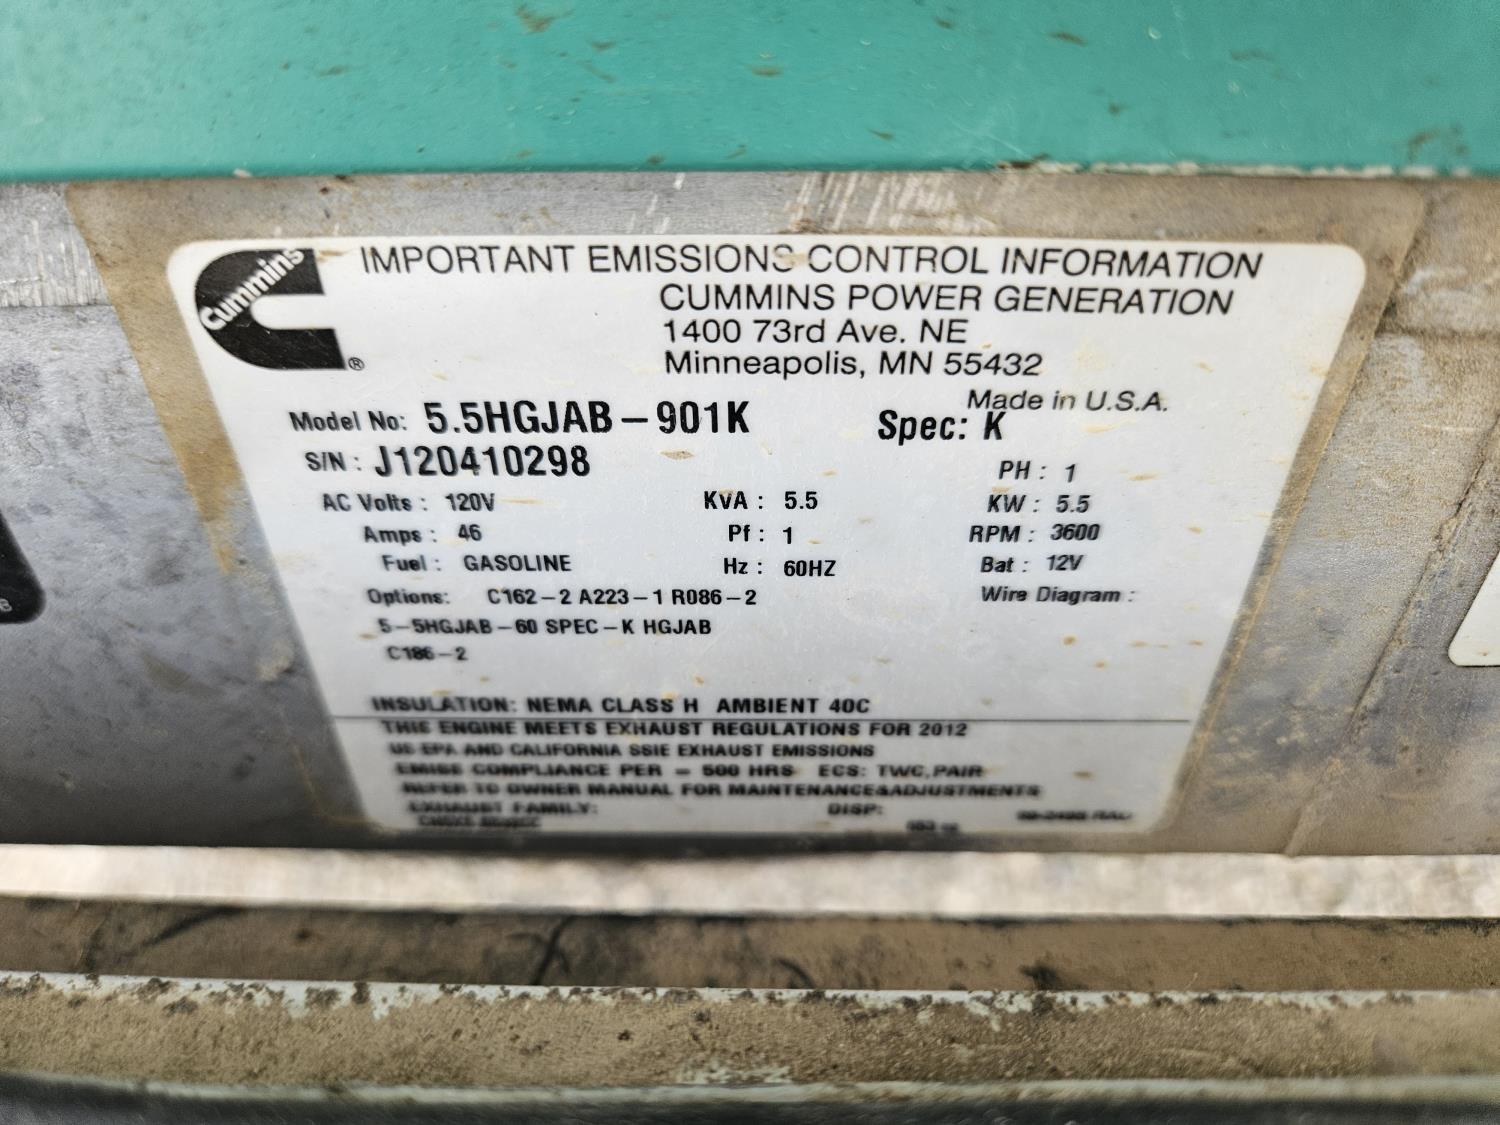 Cummins
®
IMPORTANT EMISSIONS CONTROL INFORMATION
CUMMINS POWER GENERATION
1400 73rd Ave. NE
Minneapolis, MN 55432
Made in U.S.A.
Model No: 5.5HGJAB-901K Spec: K
S/N: J120410298 PH: 1
AC Volts: 120V KVA: 5.5 KW: 5.5
Amps: 46 Pf: 1 RPM: 3600
Fuel: GASOLINE Hz: 60HZ Bat: 12V
Options: C162-2 A223-1 R086-2 Wire Diagram:
5-5HGJAB-60 SPEC-K HGJAB
C186-2
INSULATION: NEMA CLASS H AMBIENT 40C
THIS ENGINE MEETS EXHAUST REGULATIONS FOR 2012
US EPA AND CALIFORNIA SSIE EXHAUST EMISSIONS
EMISS COMPLIANCE PER = 500 HRS ECS: TWC,PAIR
REFER TO OWNER MANUAL FOR MAINTENANCE&ADJUSTMENTS
EXHAUST FAMILY: DISP: